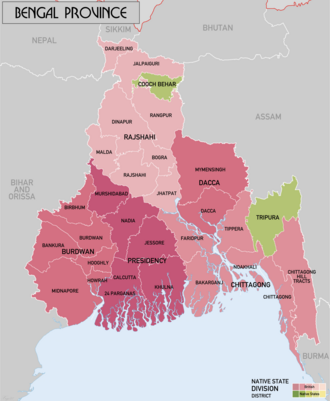 BENGAL PROVINCE
SIKKIM
NEPAL
BHUTAN
DARJEELING
JALPAIGURI
COOCH BEHAR
ASSAM
DINAPUR
RANGPUR
RAJSHAHI
MALDA
BOGRA
RAJSHAHI
MYMENSINGH
DACCA
BIHAR
AND
ORISSA
MURSHIDABAD
JHATPAT
BIRBHUM
DACCA
TRIPURA
NADIA
TIPPERA
BURDWAN
FARIDPUR
BANKURA
JESSORE
BURDWAN
HOOGHLY
PRESIDENCY
NOAKHALI
CHITTAGONG
HILL
TRACTS
HOWRAH
CALCUTTA
KHULNA
BAKARGANJ
CHITTAGONG
MIDNAPORE
24 PARGANAS
CHITTAGONG
BURMA
NATIVE STATE
DIVISION
DISTRICT
British
Native States